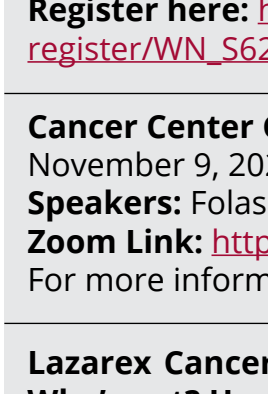 Register here:
register/WN_S62
Cancer Center
November 9, 20
Speakers: Folas
Zoom Link: http
For more inform
Lazarex Cancer